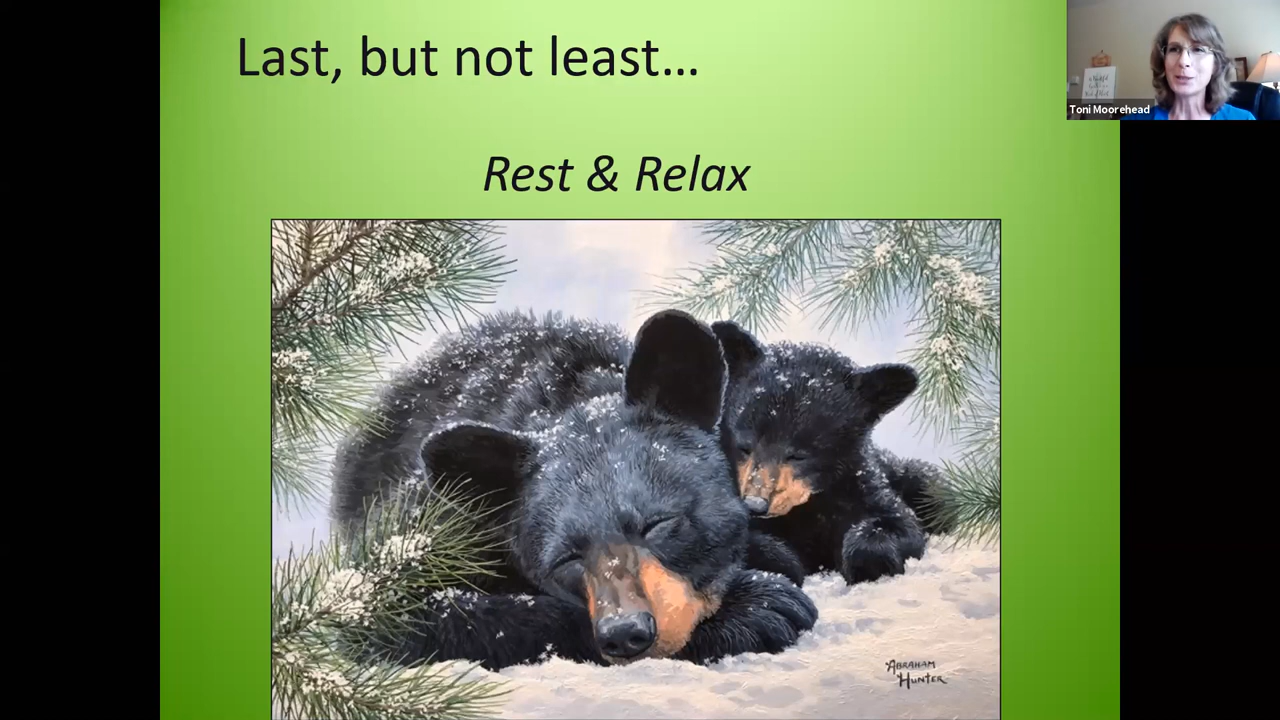 Last, but not least…
Rest & Relax
Toni Moorehead
ABRAHAM
HUNTER